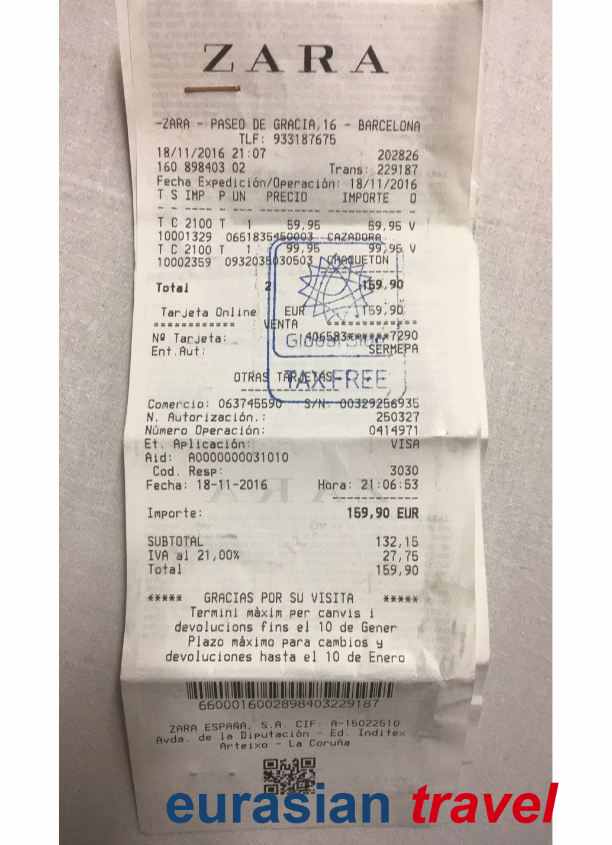 ZARA
-ZARA - PASEO DE GRACIA,16 - BARCELONA
TLF: 933187675
18/11/2016 21:07 202826
160 898403 02 Trans: 229187
Fecha Expedición/Operación: 18/11/2016
T S IMP P UN PRECIO IMPORTE D
T C 2100 T 1 59,95 59,95 V
10001329 0651835450003 CAZADORA
T C 2100 T 1 99,95 99,95 V
10002359 0932035030503 CHAQUETON
Total 2 159.90
Tarjeta Online EUR 159.90
************ VENTA ************
Nº Tarjeta: 406583******7290
Ent.Aut: SERMEPA
Global Blue
TAX FREE
OTRAS TARJETAS
Comercio: 063745590 S/N: 00329256935
N. Autorización.: 250327
Número Operación: 0414971
Et. Aplicación: VISA
Aid: A0000000031010
Cod. Resp: 3030
Fecha: 18-11-2016 Hora: 21:06:53
Importe: 159,90 EUR
SUBTOTAL 132,15
IVA al 21,00% 27,75
Total 159,90
***** GRACIAS POR SU VISITA *****
Termini màxim per canvis i
devolucions fins el 10 de Gener
Plazo máximo para cambios y
devoluciones hasta el 10 de Enero
6600016002898403229187
ZARA ESPAÑA, S.A. CIF: A-15022510
Avda. de la Diputación - Ed. Inditex
Arteixo - La Coruña
eurasian travel